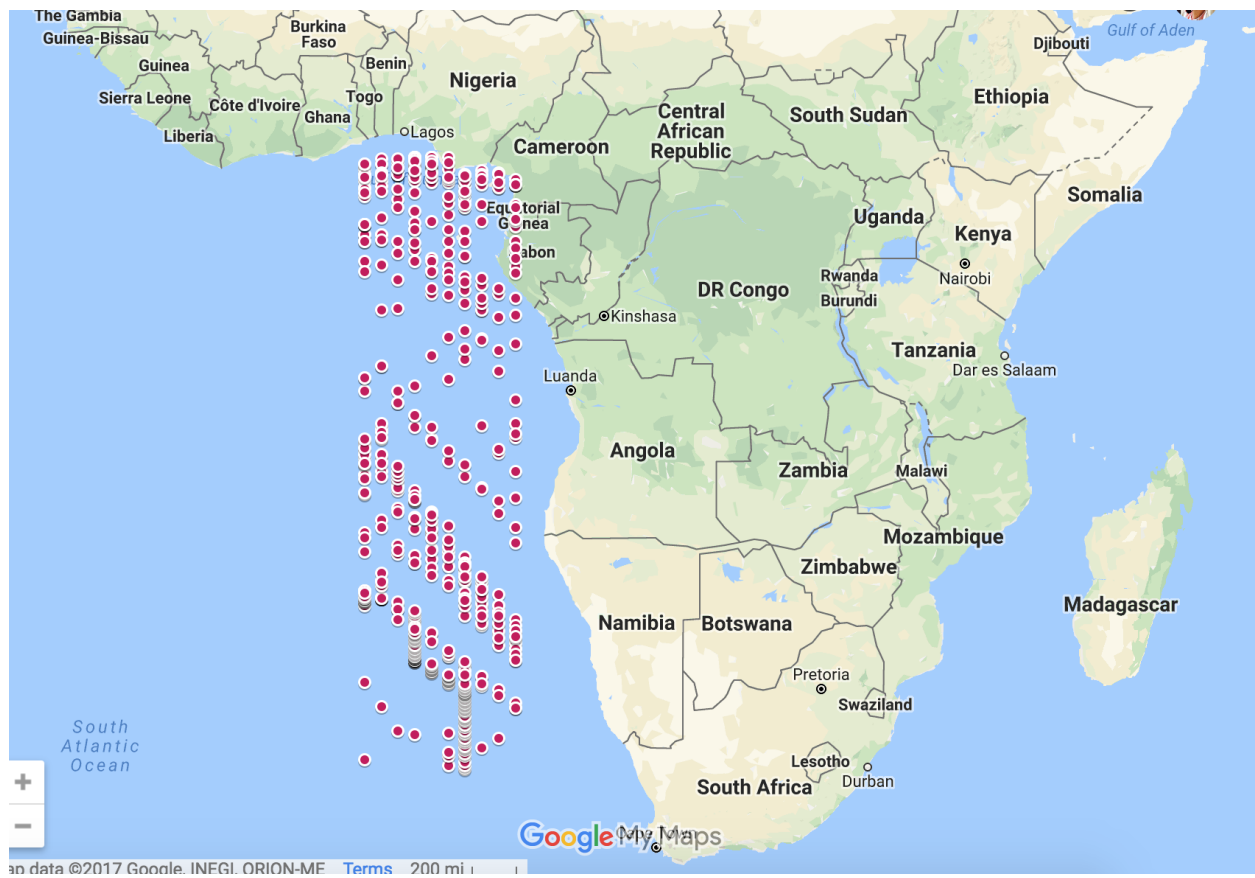 The Gambia
Guinea-Bissau
Burkina
Faso
Gulf of Aden
Djibouti
Guinea
Benin
Nigeria
Sierra Leone
Côte d'Ivoire
Togo
Ghana
Ethiopia
Central
African
Republic
South Sudan
Liberia
Lagos
Cameroon
Somalia
Equatorial
Guinea
Uganda
Kenya
Gabon
Nairobi
Rwanda
DR Congo
Burundi
Kinshasa
Tanzania
Dar es Salaam
Luanda
Angola
Zambia
Malawi
Mozambique
Zimbabwe
Madagascar
Namibia
Botswana
Pretoria
Swaziland
South
Atlantic
Ocean
Lesotho
Durban
South Africa
+
−
Google My Maps
Cape Town
ap data ©2017 Google, INEGI, ORION-ME Terms 200 mi